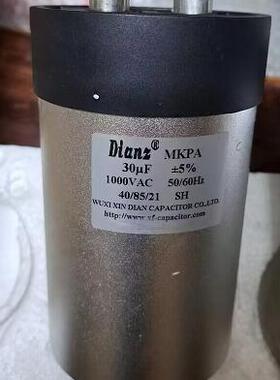 Dianz® MKPA
30μF ±5%
1000VAC 50/60Hz
40/85/21 SH
WUXI XIN DIAN CAPACITOR CO.,LTD.
http://www.xf-capacitor.com